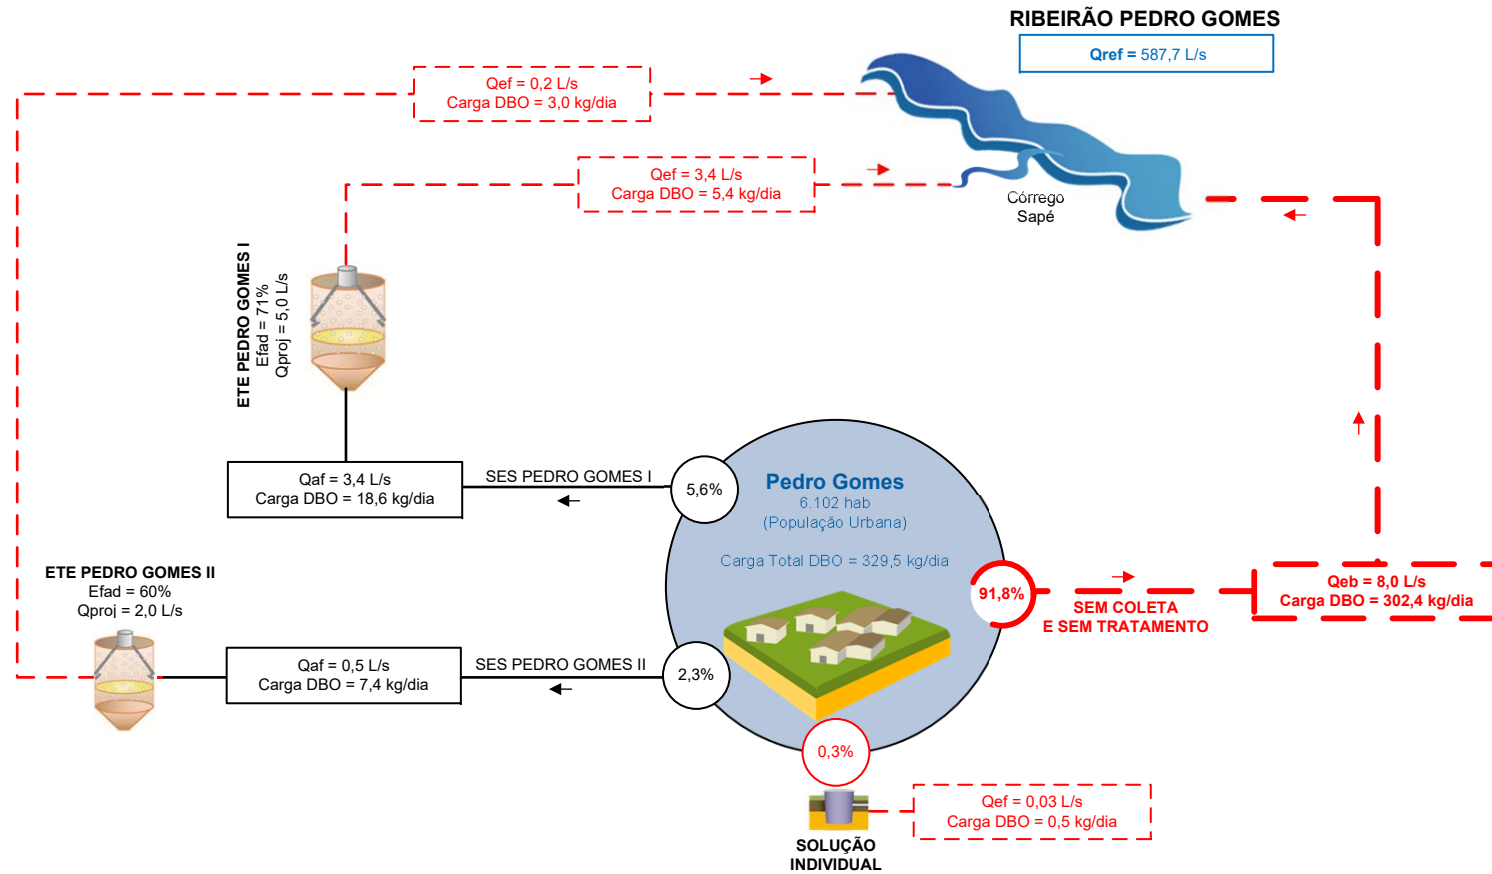 RIBEIRÃO PEDRO GOMES
Qref = 587,7 L/s
Qef = 0,2 L/s
Carga DBO = 3,0 kg/dia
Qef = 3,4 L/s
Carga DBO = 5,4 kg/dia
Córrego
Sapé
ETE PEDRO GOMES I
Efad = 71%
Qproj = 5,0 L/s
Qaf = 3,4 L/s
Carga DBO = 18,6 kg/dia
SES PEDRO GOMES I
5,6%
Pedro Gomes
6.102 hab
(População Urbana)
Carga Total DBO = 329,5 kg/dia
91,8%
SEM COLETA
E SEM TRATAMENTO
Qeb = 8,0 L/s
Carga DBO = 302,4 kg/dia
ETE PEDRO GOMES II
Efad = 60%
Qproj = 2,0 L/s
Qaf = 0,5 L/s
Carga DBO = 7,4 kg/dia
SES PEDRO GOMES II
2,3%
0,3%
Qef = 0,03 L/s
Carga DBO = 0,5 kg/dia
SOLUÇÃO
INDIVIDUAL